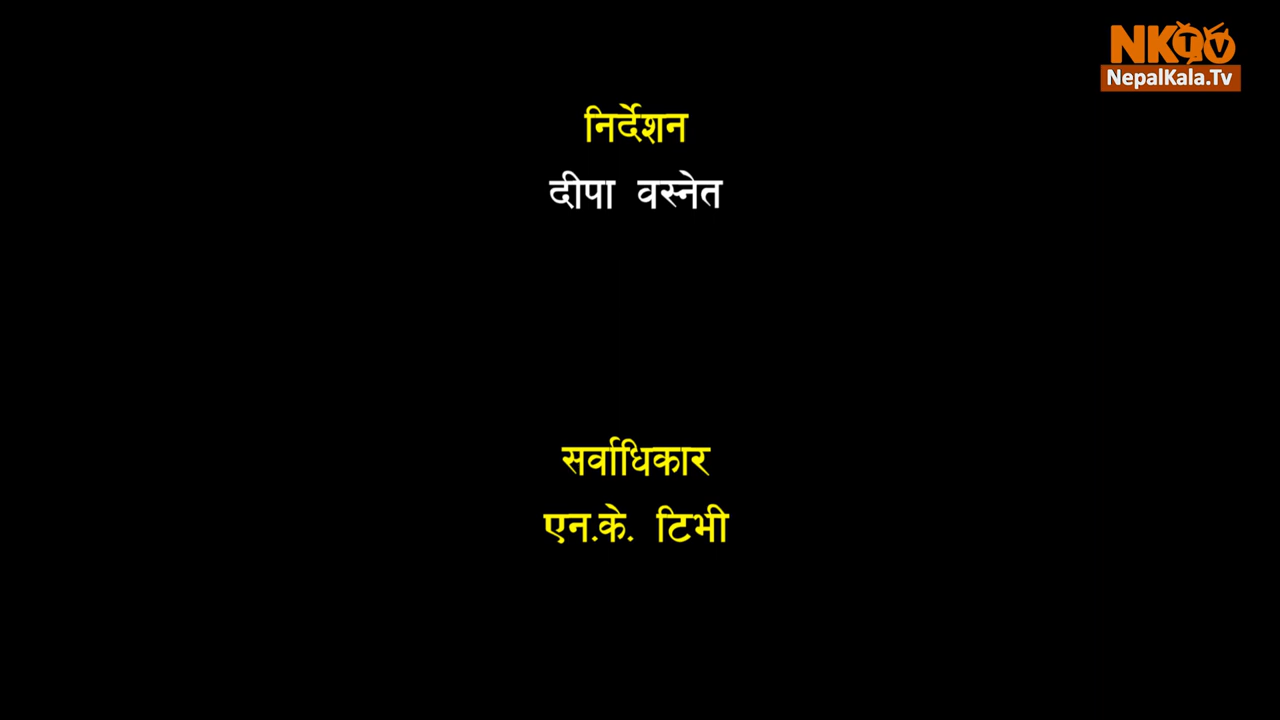 NKTV
NepalKala.Tv
निर्देशन
दीपा वस्नेत
सर्वाधिकार
एन.के. टिभी